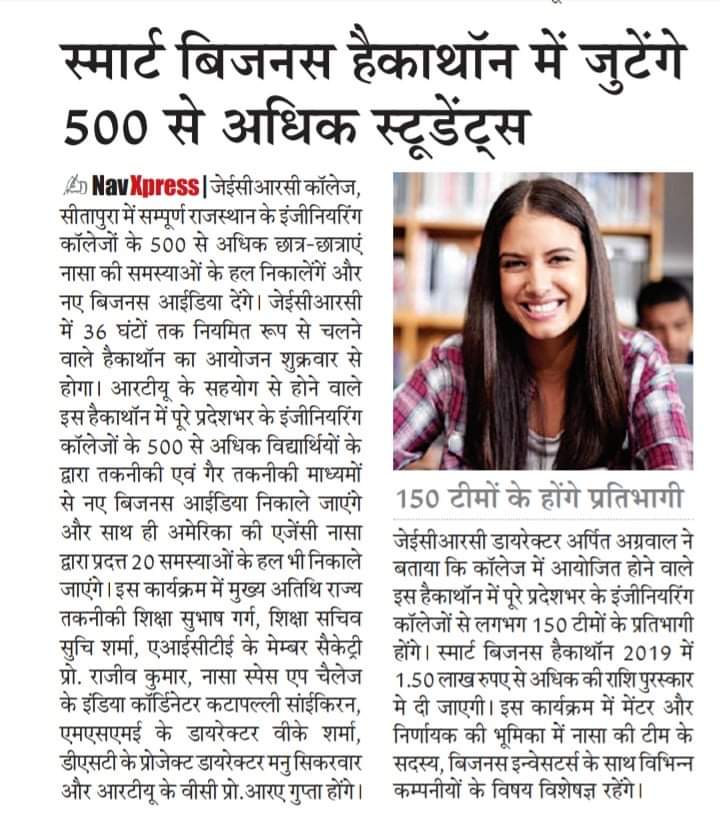 स्मार्ट बिजनस हैकाथॉन में जुटेंगे
500 से अधिक स्टूडेंट्स
NavXpress | जेईसीआरसी कॉलेज,
सीतापुरा में सम्पूर्ण राजस्थान के इंजीनियरिंग
कॉलेजों के 500 से अधिक छात्र-छात्राएं
नासा की समस्याओं के हल निकालेंगें और
नए बिजनस आईडिया देंगे। जेईसीआरसी
में 36 घंटों तक नियमित रूप से चलने
वाले हैकाथॉन का आयोजन शुक्रवार से
होगा। आरटीयू के सहयोग से होने वाले
इस हैकाथॉन में पूरे प्रदेशभर के इंजीनियरिंग
कॉलेजों के 500 से अधिक विद्यार्थियों के
द्वारा तकनीकी एवं गैर तकनीकी माध्यमों
से नए बिजनस आईडिया निकाले जाएंगे
और साथ ही अमेरिका की एजेंसी नासा
द्वारा प्रदत्त 20 समस्याओं के हल भी निकाले
जाएंगे। इस कार्यक्रम में मुख्य अतिथि राज्य
तकनीकी शिक्षा सुभाष गर्ग, शिक्षा सचिव
सुचि शर्मा, एआईसीटीई के मेम्बर सैकेट्री
प्रो. राजीव कुमार, नासा स्पेस एप चैलेज
के इंडिया कॉर्डिनेटर कटापल्ली सांईकिरन,
एमएसएमई के डायरेक्टर वीके शर्मा,
डीएसटी के प्रोजेक्ट डायरेक्टर मनु सिकरवार
और आरटीयू के वीसी प्रो.आरए गुप्ता होंगे।
150 टीमों के होंगे प्रतिभागी
जेईसीआरसी डायरेक्टर अर्पित अग्रवाल ने
बताया कि कॉलेज में आयोजित होने वाले
इस हैकाथॉन में पूरे प्रदेशभर के इंजीनियरिंग
कॉलेजों से लगभग 150 टीमों के प्रतिभागी
होंगे। स्मार्ट बिजनस हैकाथॉन 2019 में
1.50 लाख रुपए से अधिक की राशि पुरस्कार
मे दी जाएगी। इस कार्यक्रम में मेंटर और
निर्णायक की भूमिका में नासा की टीम के
सदस्य, बिजनस इन्वेसटर्स के साथ विभिन्न
कम्पनीयों के विषय विशेषज्ञ रहेंगे।